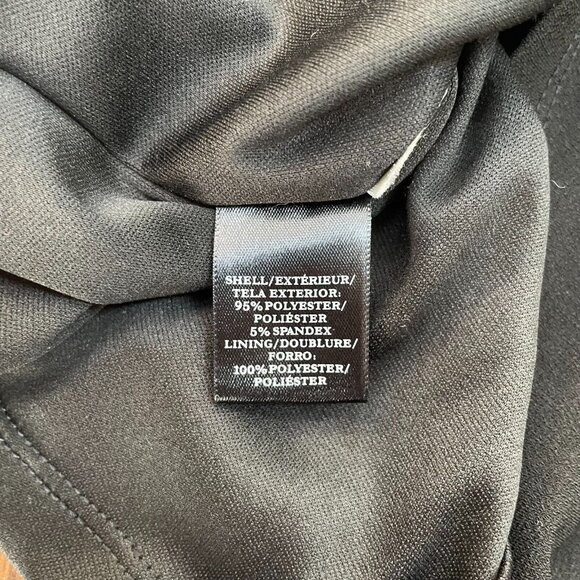 SHELL/EXTÉRIEUR/
TELA EXTERIOR:
95% POLYESTER/
POLIÉSTER
5% SPANDEX
LINING/DOUBLURE/
FORRO:
100% POLYESTER/
POLIÉSTER